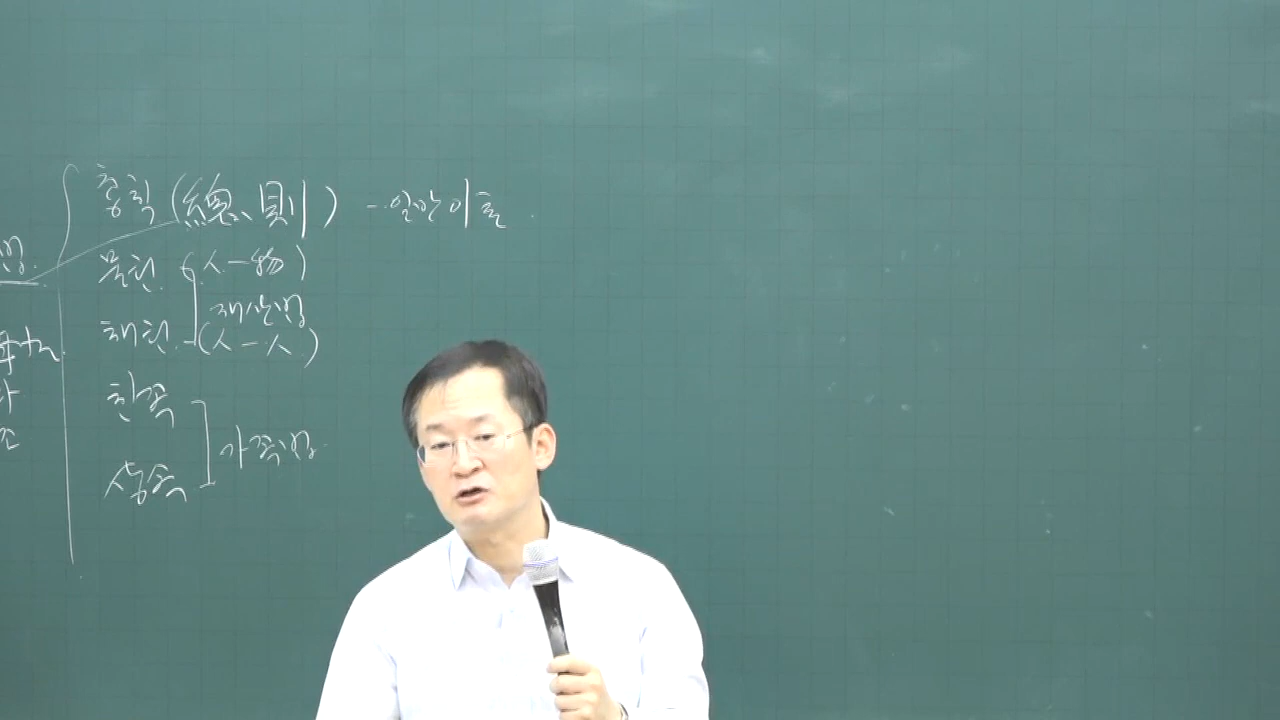 총칙 (總則) - 일반이론.
물권 (人-物)
재산법
채권 - (人-人)
친족
가족법
상속